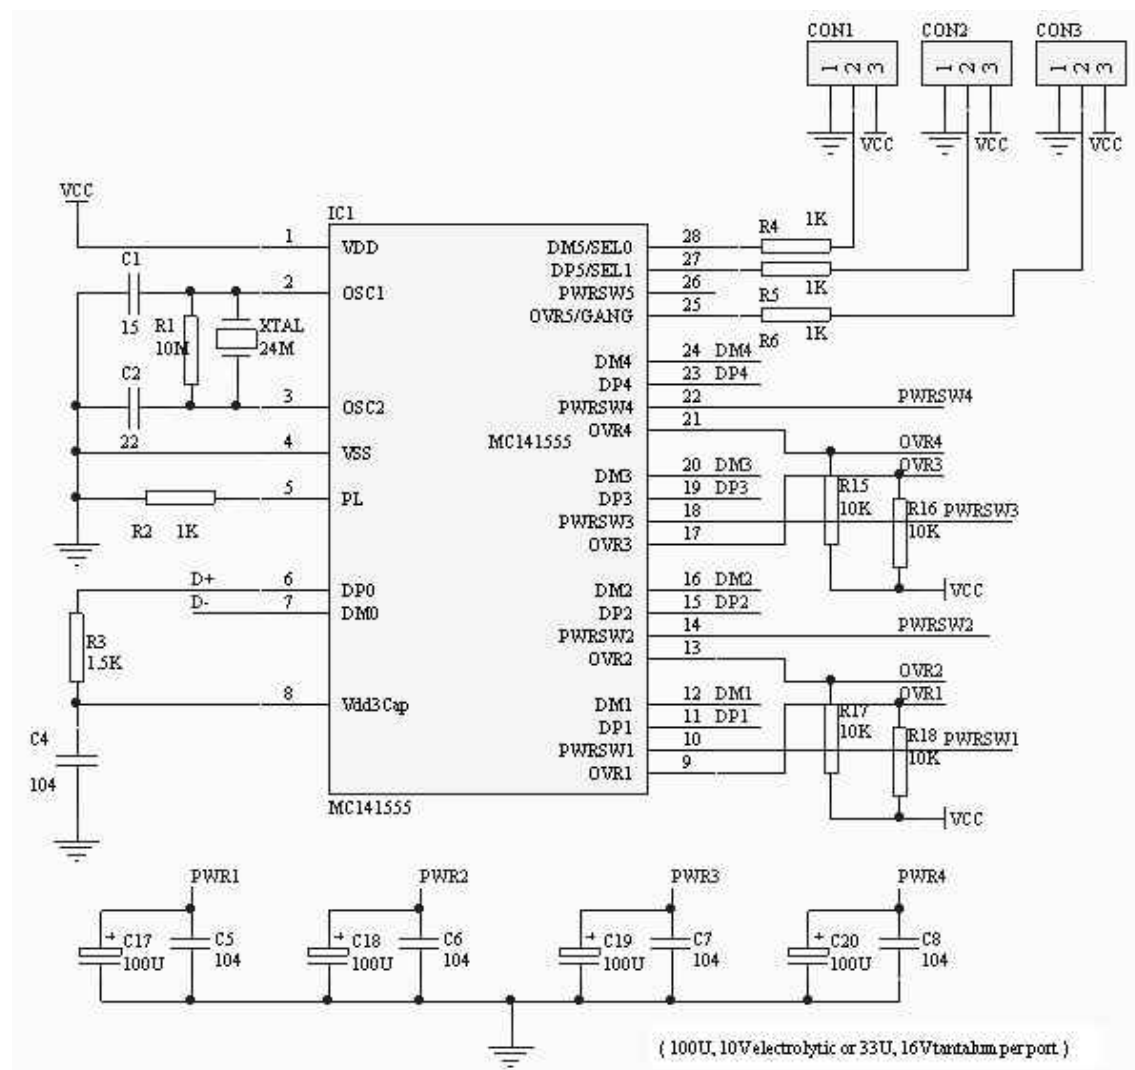 CON1 CON2 CON3
1 2 3 1 2 3 1 2 3
VCC VCC VCC
VCC
IC1
1 VDD
C1
15
2 OSC1
R1
10M
XTAL
24M
C2
22
3 OSC2
4 VSS
5 PL
R2 1K
D+ 6 DP0
D- 7 DM0
R3
1.5K
8 Vdd3Cap
C4
104
MC141555
MC141555
DM5/SEL0 28 R4 1K
DP5/SEL1 27
PWRSW5 26 R5 1K
OVR5/GANG 25
R6 1K
DM4 24 DM4
DP4 23 DP4
PWRSW4 22 PWRSW4
OVR4 21
OVR4
DM3 20 DM3 OVR3
DP3 19 DP3
R15
10K
R16
10K
PWRSW3 18 PWRSW3
OVR3 17
DM2 16 DM2 VCC
DP2 15 DP2
PWRSW2 14 PWRSW2
OVR2 13
OVR2
DM1 12 DM1 OVR1
DP1 11 DP1
R17
10K
R18
10K
PWRSW1 10 PWRSW1
OVR1 9
VCC
PWR1 PWR2 PWR3 PWR4
+ C17 C5 + C18 C6 + C19 C7 + C20 C8
100U 104 100U 104 100U 104 100U 104
( 100U, 10V electrolytic or 33U, 16V tantalum per port )